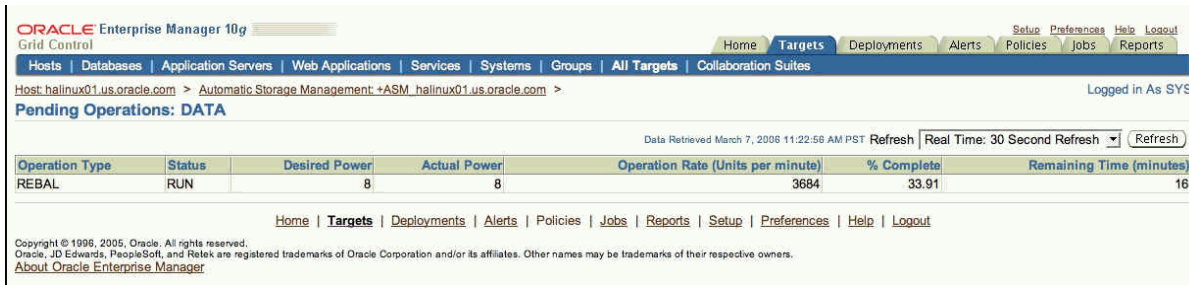 ORACLE Enterprise Manager 10g
Grid Control
Setup Preferences Help Logout
Home Targets Deployments Alerts Policies Jobs Reports
Hosts | Databases | Application Servers | Web Applications | Services | Systems | Groups | All Targets | Collaboration Suites
Host: halinux01.us.oracle.com > Automatic Storage Management: +ASM_halinux01.us.oracle.com >
Logged in As SYS
Pending Operations: DATA
Data Retrieved March 7, 2006 11:22:56 AM PST Refresh Real Time: 30 Second Refresh Refresh
Operation Type Status Desired Power Actual Power Operation Rate (Units per minute) % Complete Remaining Time (minutes)
REBAL RUN 8 8 3684 33.91 16
Home | Targets | Deployments | Alerts | Policies | Jobs | Reports | Setup | Preferences | Help | Logout
Copyright © 1996, 2005, Oracle. All rights reserved.
Oracle, JD Edwards, PeopleSoft, and Retek are registered trademarks of Oracle Corporation and/or its affiliates. Other names may be trademarks of their respective owners.
About Oracle Enterprise Manager